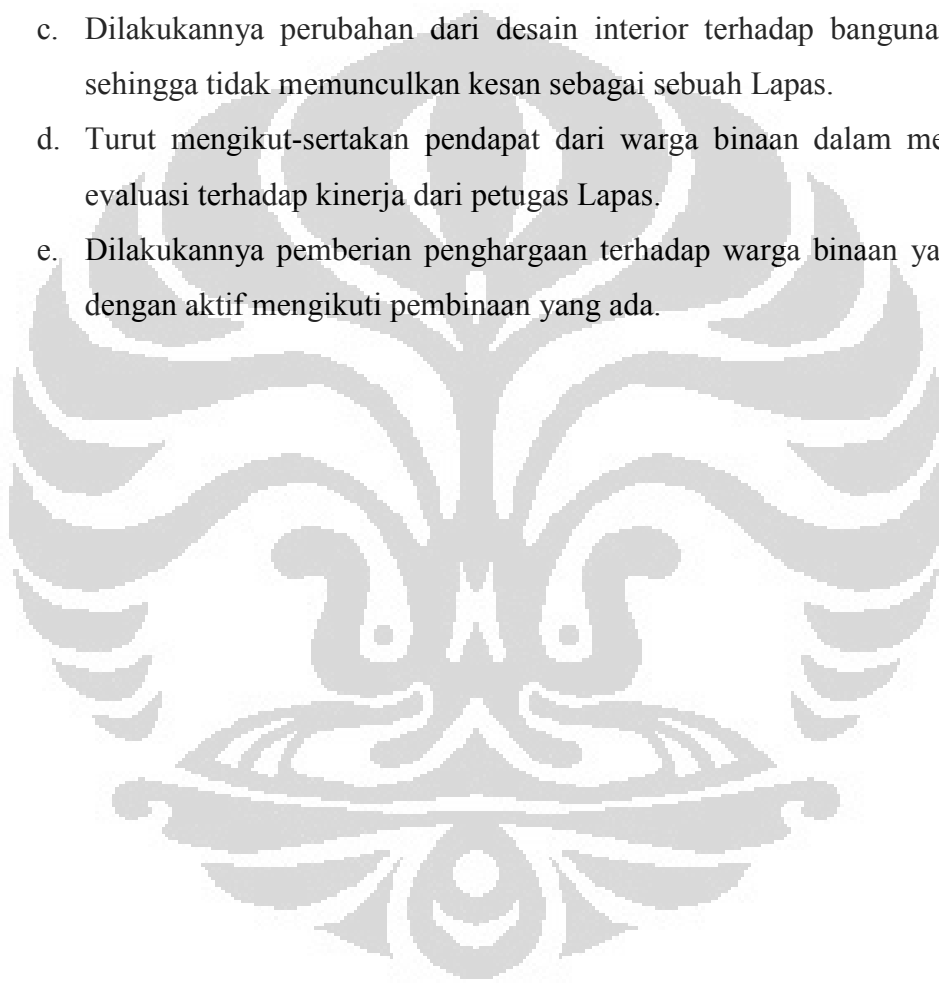 c. Dilakukannya perubahan dari desain interior terhadap banguna
sehingga tidak memunculkan kesan sebagai sebuah Lapas.
d. Turut mengikut-sertakan pendapat dari warga binaan dalam me
evaluasi terhadap kinerja dari petugas Lapas.
e. Dilakukannya pemberian penghargaan terhadap warga binaan ya
dengan aktif mengikuti pembinaan yang ada.